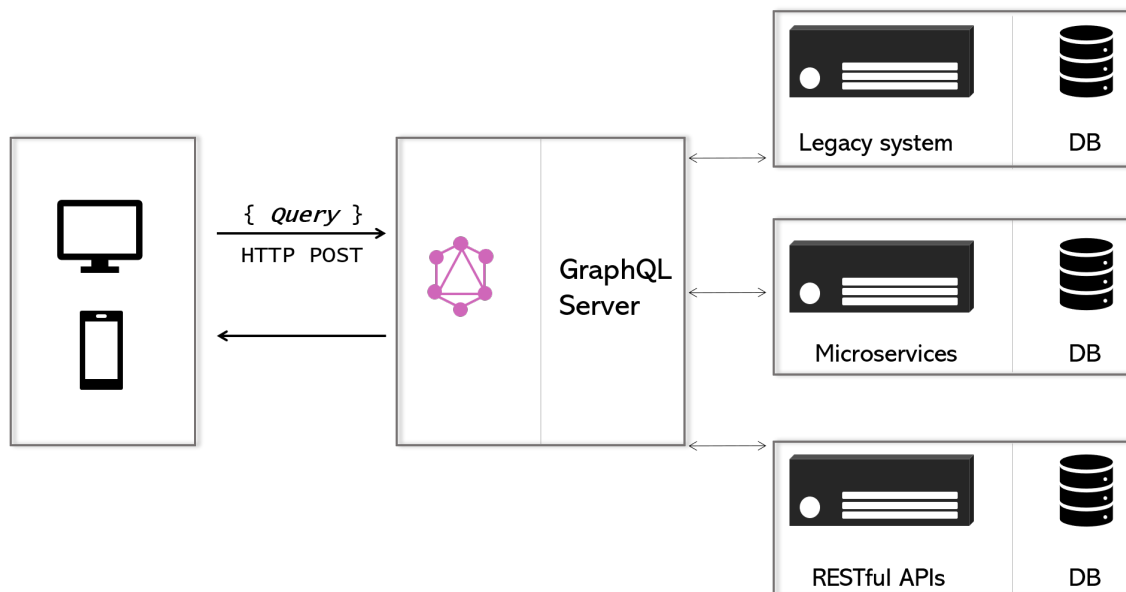 Legacy system
DB
{ Query }
HTTP POST
GraphQL
Server
Microservices
DB
RESTful APIs
DB